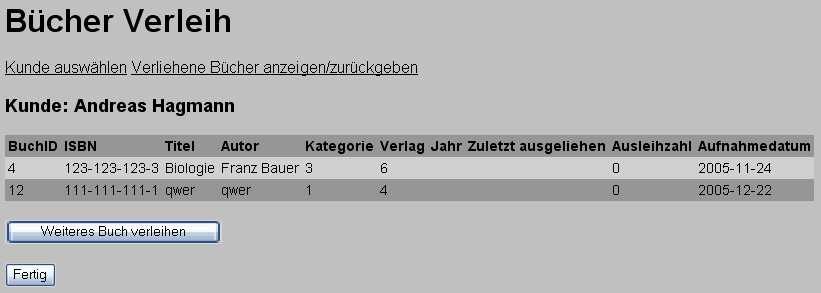 Bücher Verleih
Kunde auswählen Verliehene Bücher anzeigen/zurückgeben
Kunde: Andreas Hagmann
BuchID ISBN Titel Autor Kategorie Verlag Jahr Zuletzt ausgeliehen Ausleihzahl Aufnahmedatum
4 123-123-123-3 Biologie Franz Bauer 3 6 0 2005-11-24
12 111-111-111-1 qwer qwer 1 4 0 2005-12-22
Weiteres Buch verleihen
Fertig